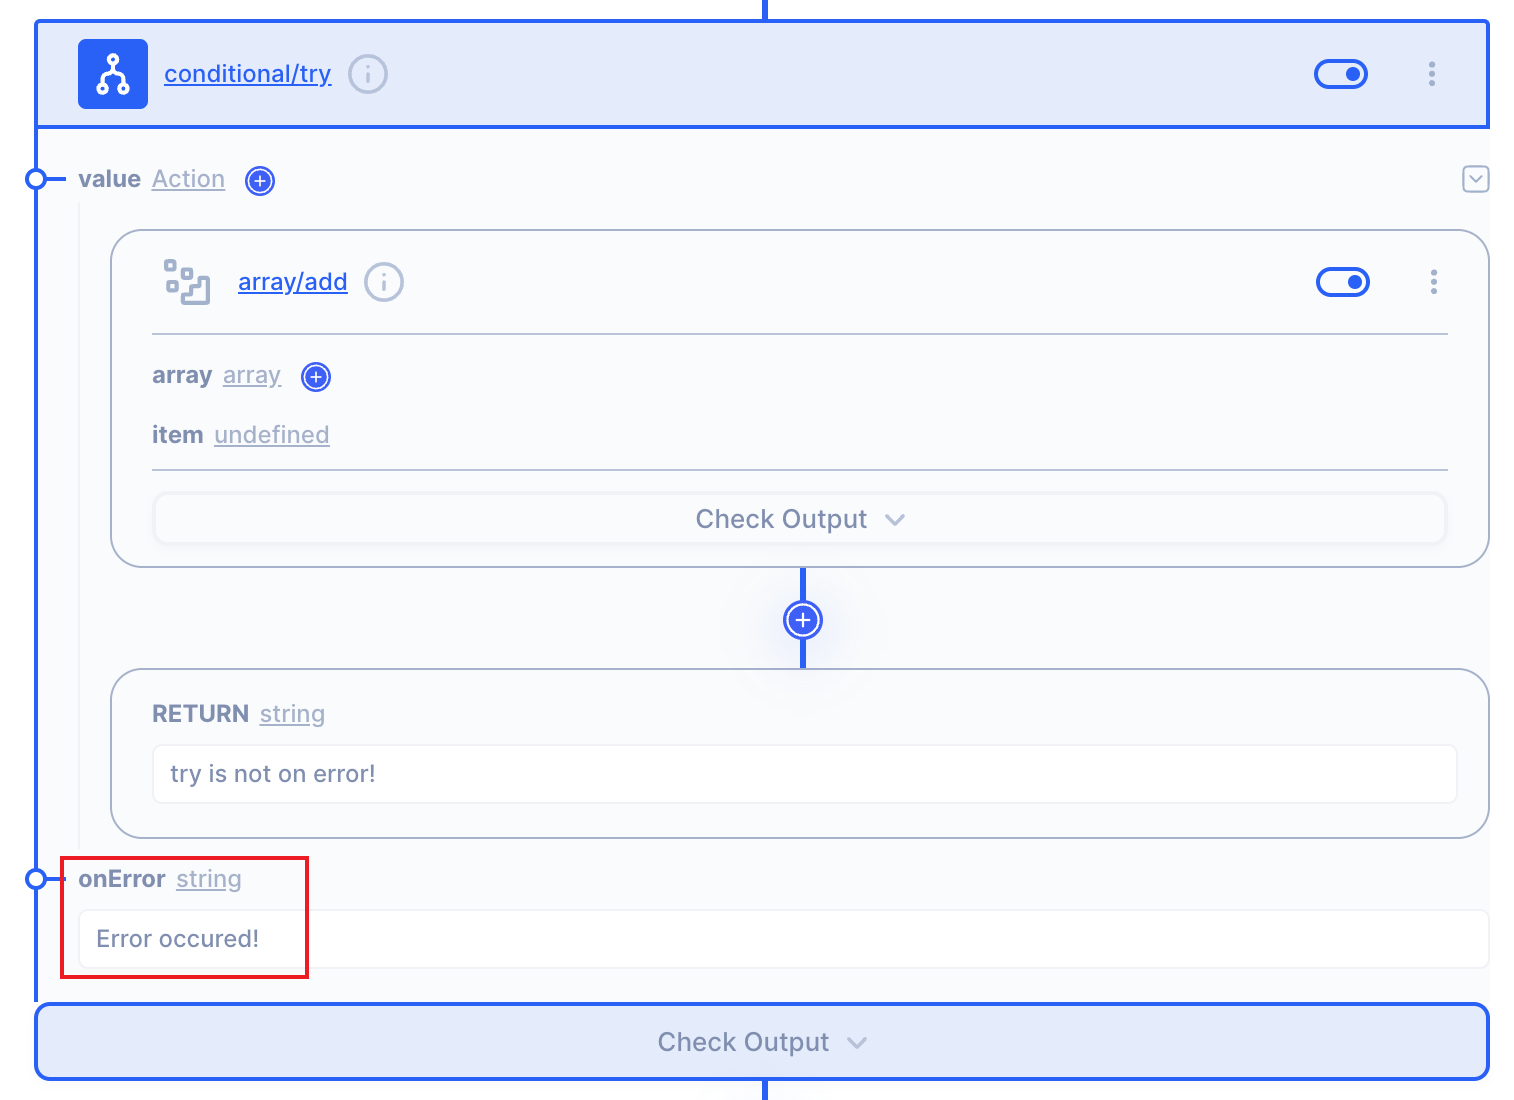 conditional/try
value Action
array/add
array array
item undefined
Check Output
RETURN string
try is not on error!
onError string
Error occured!
Check Output